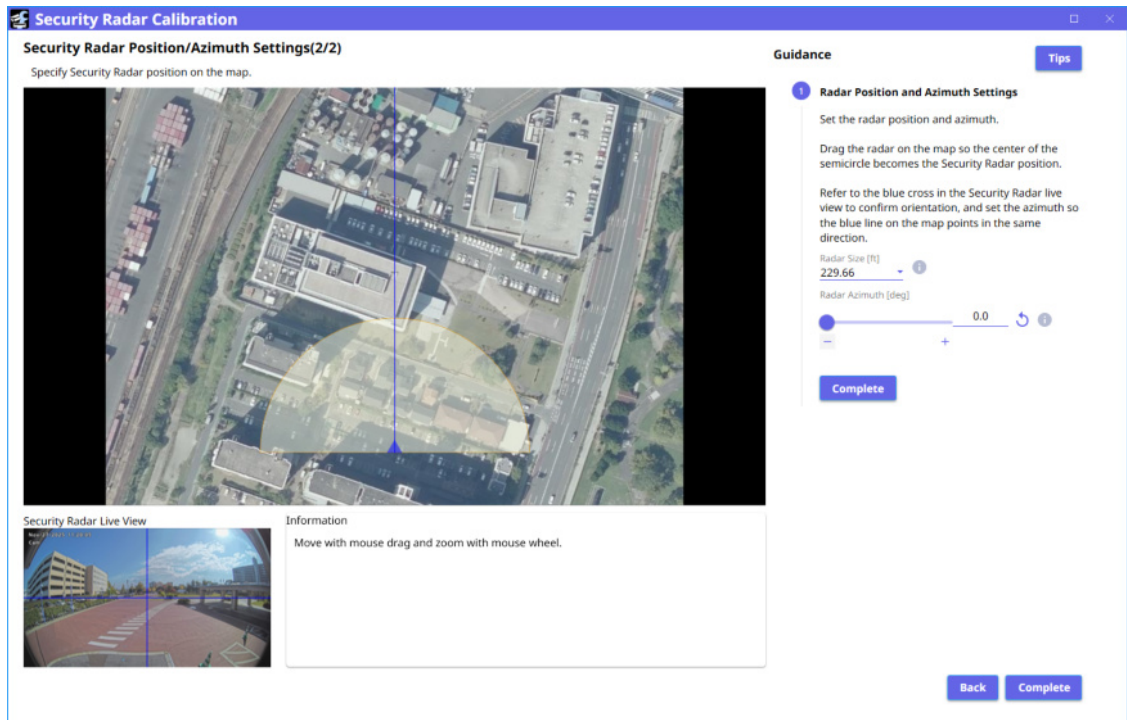 Security Radar Calibration
Security Radar Position/Azimuth Settings(2/2)
Specify Security Radar position on the map.
Guidance
Tips
1
Radar Position and Azimuth Settings
Set the radar position and azimuth.
Drag the radar on the map so the center of the
semicircle becomes the Security Radar position.
Refer to the blue cross in the Security Radar live
view to confirm orientation, and set the azimuth so
the blue line on the map points in the same
direction.
Radar Size [ft]
229.66
Radar Azimuth [deg]
0.0
− +
Complete
Security Radar Live View
Information
Move with mouse drag and zoom with mouse wheel.
Back
Complete